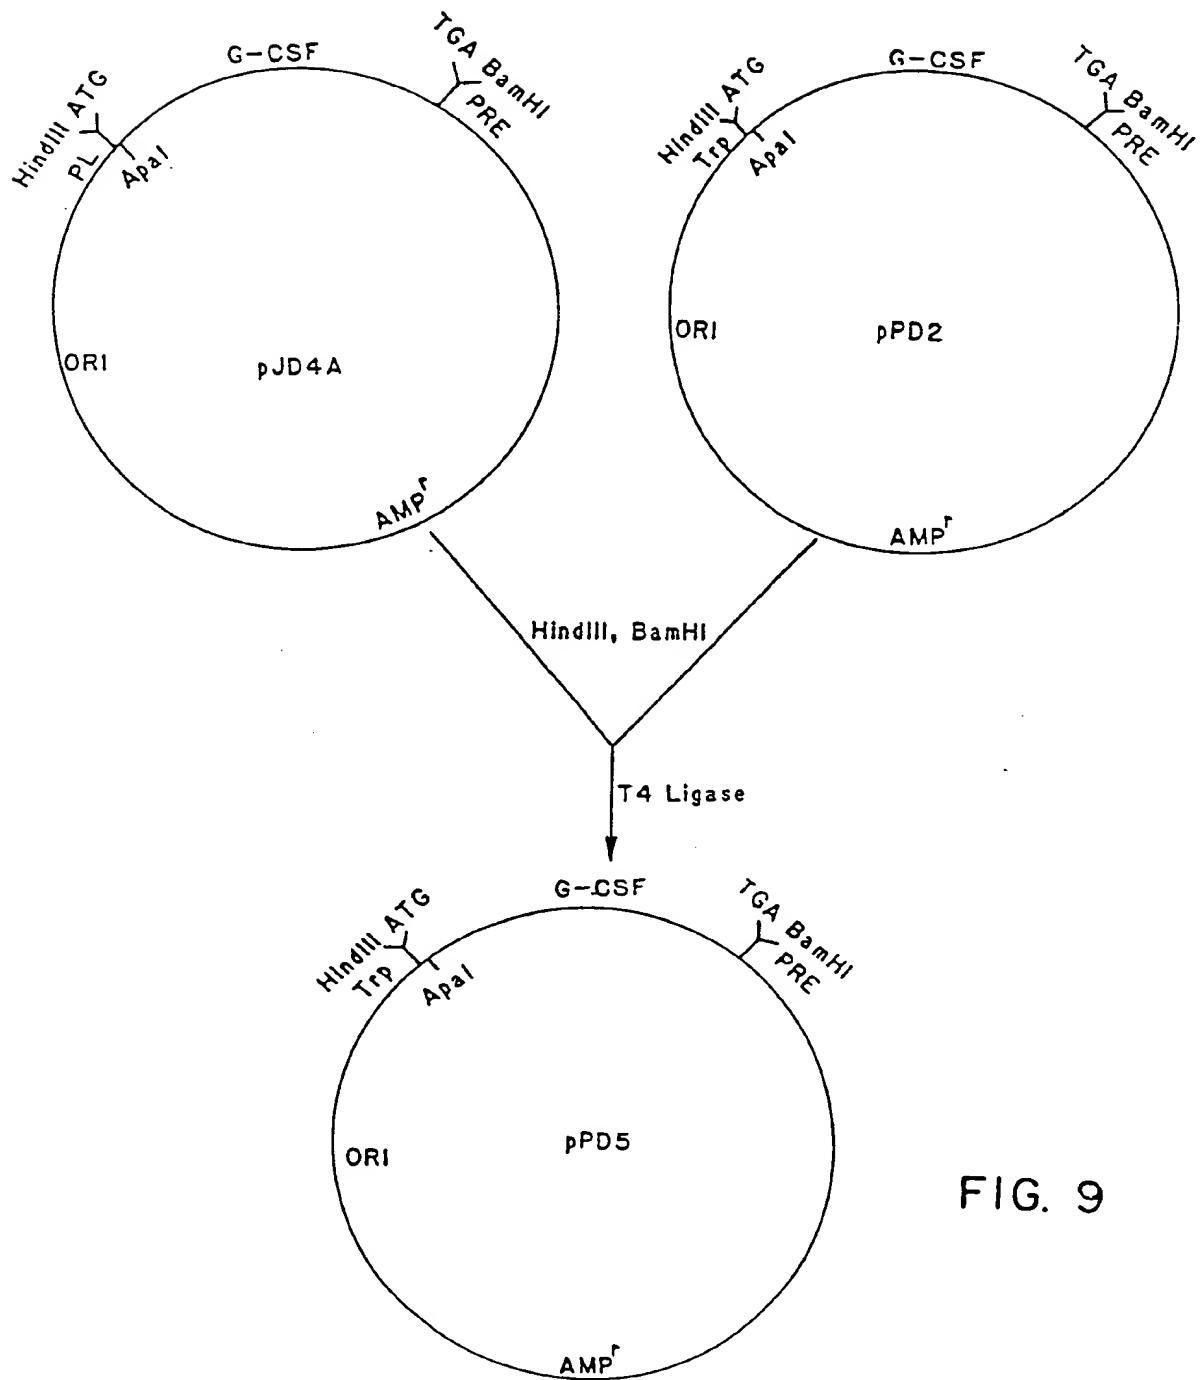 G-CSF
HindIII ATG
PL
ApaI
TGA BamHI
PRE
ORI
pJD4A
AMPr
G-CSF
HindIII ATG
Trp
ApaI
TGA BamHI
PRE
ORI
pPD2
AMPr
HindIII, BamHI
T4 Ligase
G-CSF
HindIII ATG
Trp
ApaI
TGA BamHI
PRE
ORI
pPD5
AMPr
FIG. 9